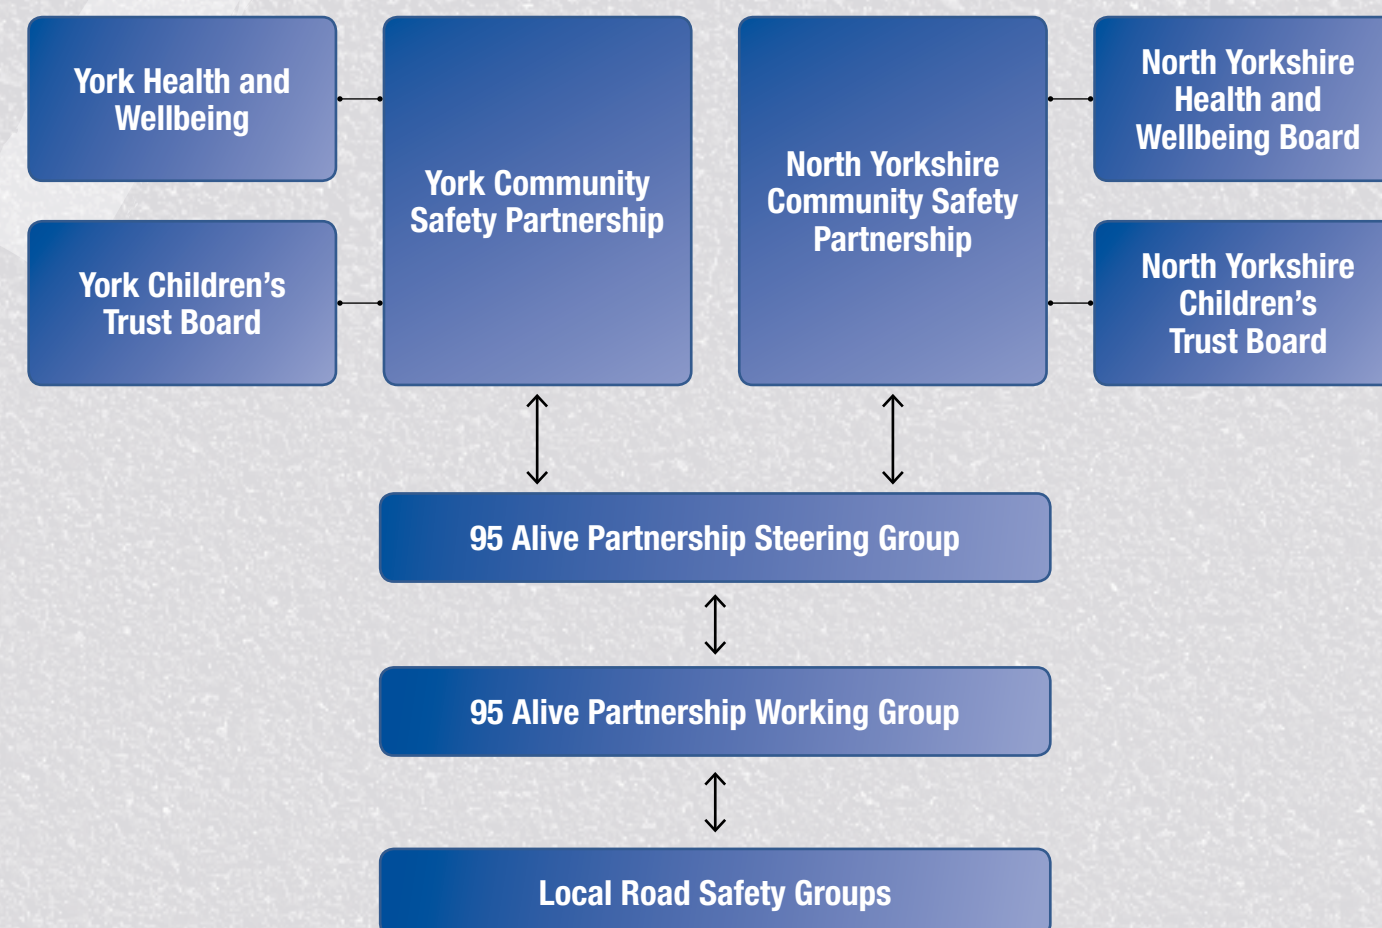 York Health and
Wellbeing
York Children's
Trust Board
York Community
Safety Partnership
North Yorkshire
Community Safety
Partnership
North Yorkshire
Health and
Wellbeing Board
North Yorkshire
Children's
Trust Board
95 Alive Partnership Steering Group
95 Alive Partnership Working Group
Local Road Safety Groups